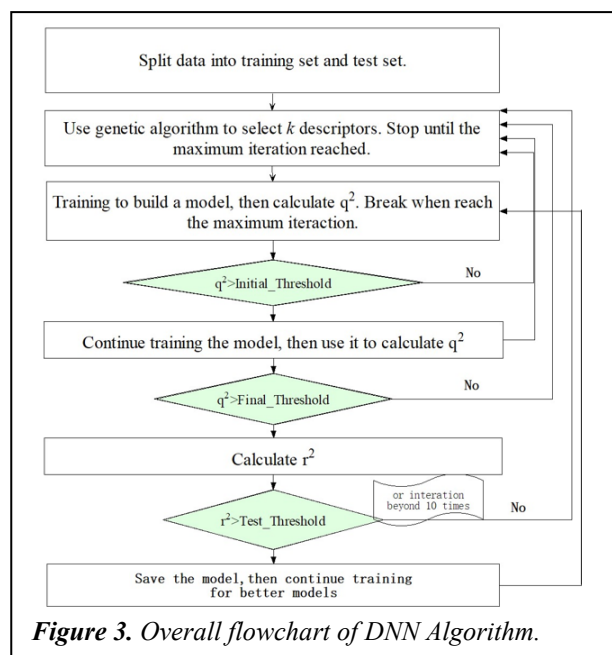 Split data into training set and test set.
Use genetic algorithm to select k descriptors. Stop until the
maximum iteration reached.
Training to build a model, then calculate q². Break when reach
the maximum iteraction.
q²>Initial_Threshold
No
Continue training the model, then use it to calculate q²
q²>Final_Threshold
No
Calculate r²
or interation
beyond 10 times
r²>Test_Threshold
No
Save the model,then continue training
for better models
Figure 3. Overall flowchart of DNN Algorithm.